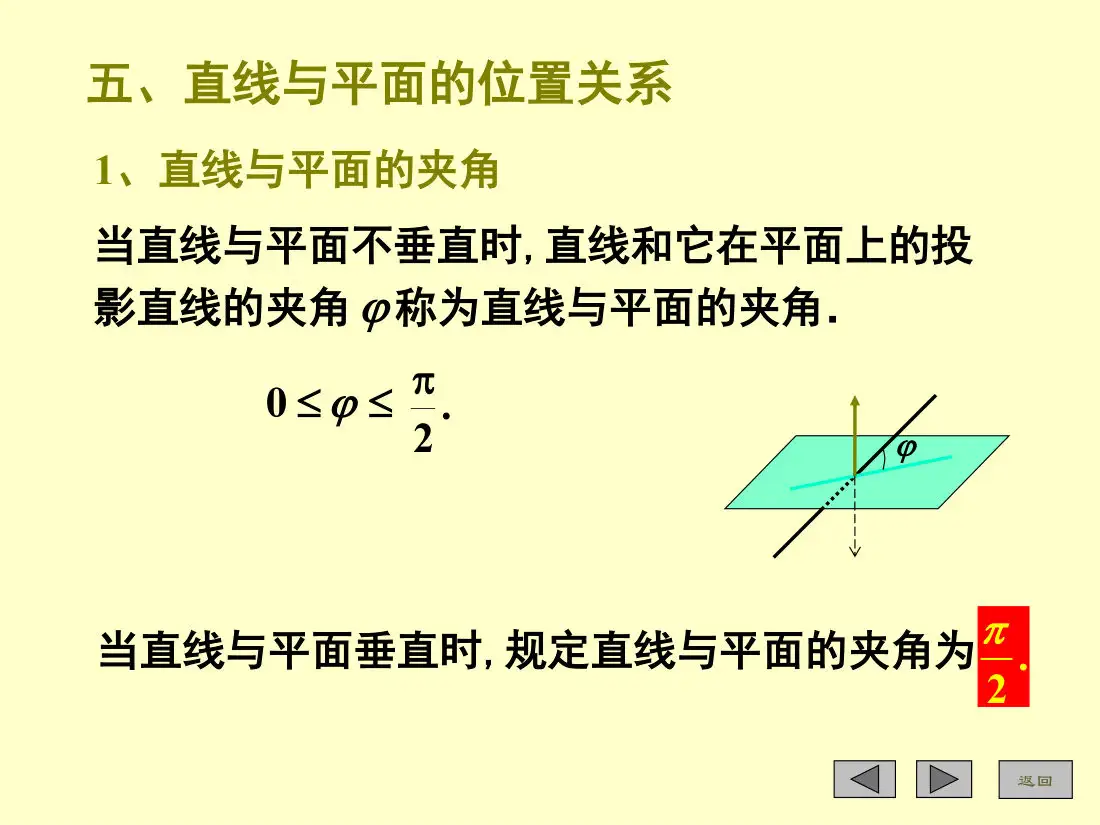 五、直线与平面的位置关系
1、直线与平面的夹角
当直线与平面不垂直时,直线和它在平面上的投
影直线的夹角 φ 称为直线与平面的夹角.
0 ≤ φ ≤ π/2.
φ
当直线与平面垂直时,规定直线与平面的夹角为 π/2.
返回